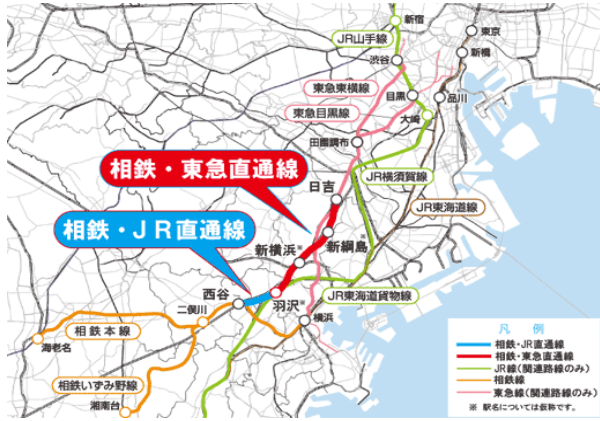 新宿
JR山手線
東京
渋谷
新橋
東急東横線
目黒
品川
東急目黒線
大崎
田園調布
相鉄・東急直通線
JR横須賀線
日吉
JR東海道線
相鉄・JR直通線
新横浜※
新綱島※
西谷
羽沢※
JR東海道貨物線
二俣川
横浜
相鉄本線
海老名
相鉄いずみ野線
湘南台
凡 例
相鉄・JR直通線
相鉄・東急直通線
JR線(関連路線のみ)
相鉄線
東急線(関連路線のみ)
※ 駅名については仮称です。